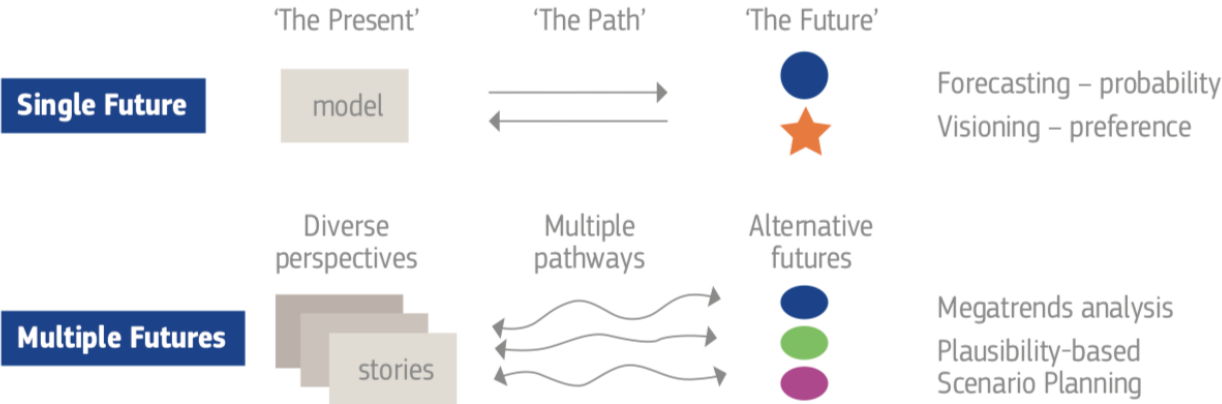 ‘The Present’ ‘The Path’ ‘The Future’
Single Future
model
Forecasting – probability
Visioning – preference
Diverse
perspectives
Multiple
pathways
Alternative
futures
Multiple Futures
stories
Megatrends analysis
Plausibility-based
Scenario Planning